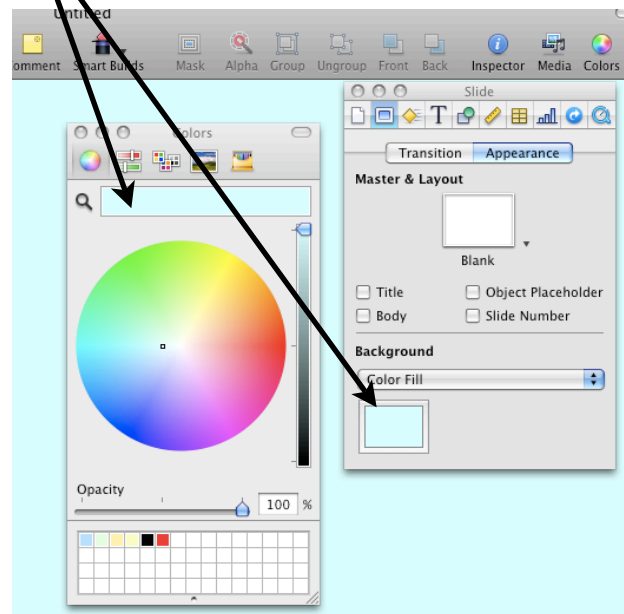 Untitled
omment Smart Builds Mask Alpha Group Ungroup Front Back Inspector Media Colors
Slide
Colors
Transition Appearance
Master & Layout
Blank
Title Object Placeholder
Body Slide Number
Background
Color Fill
Opacity
100 %